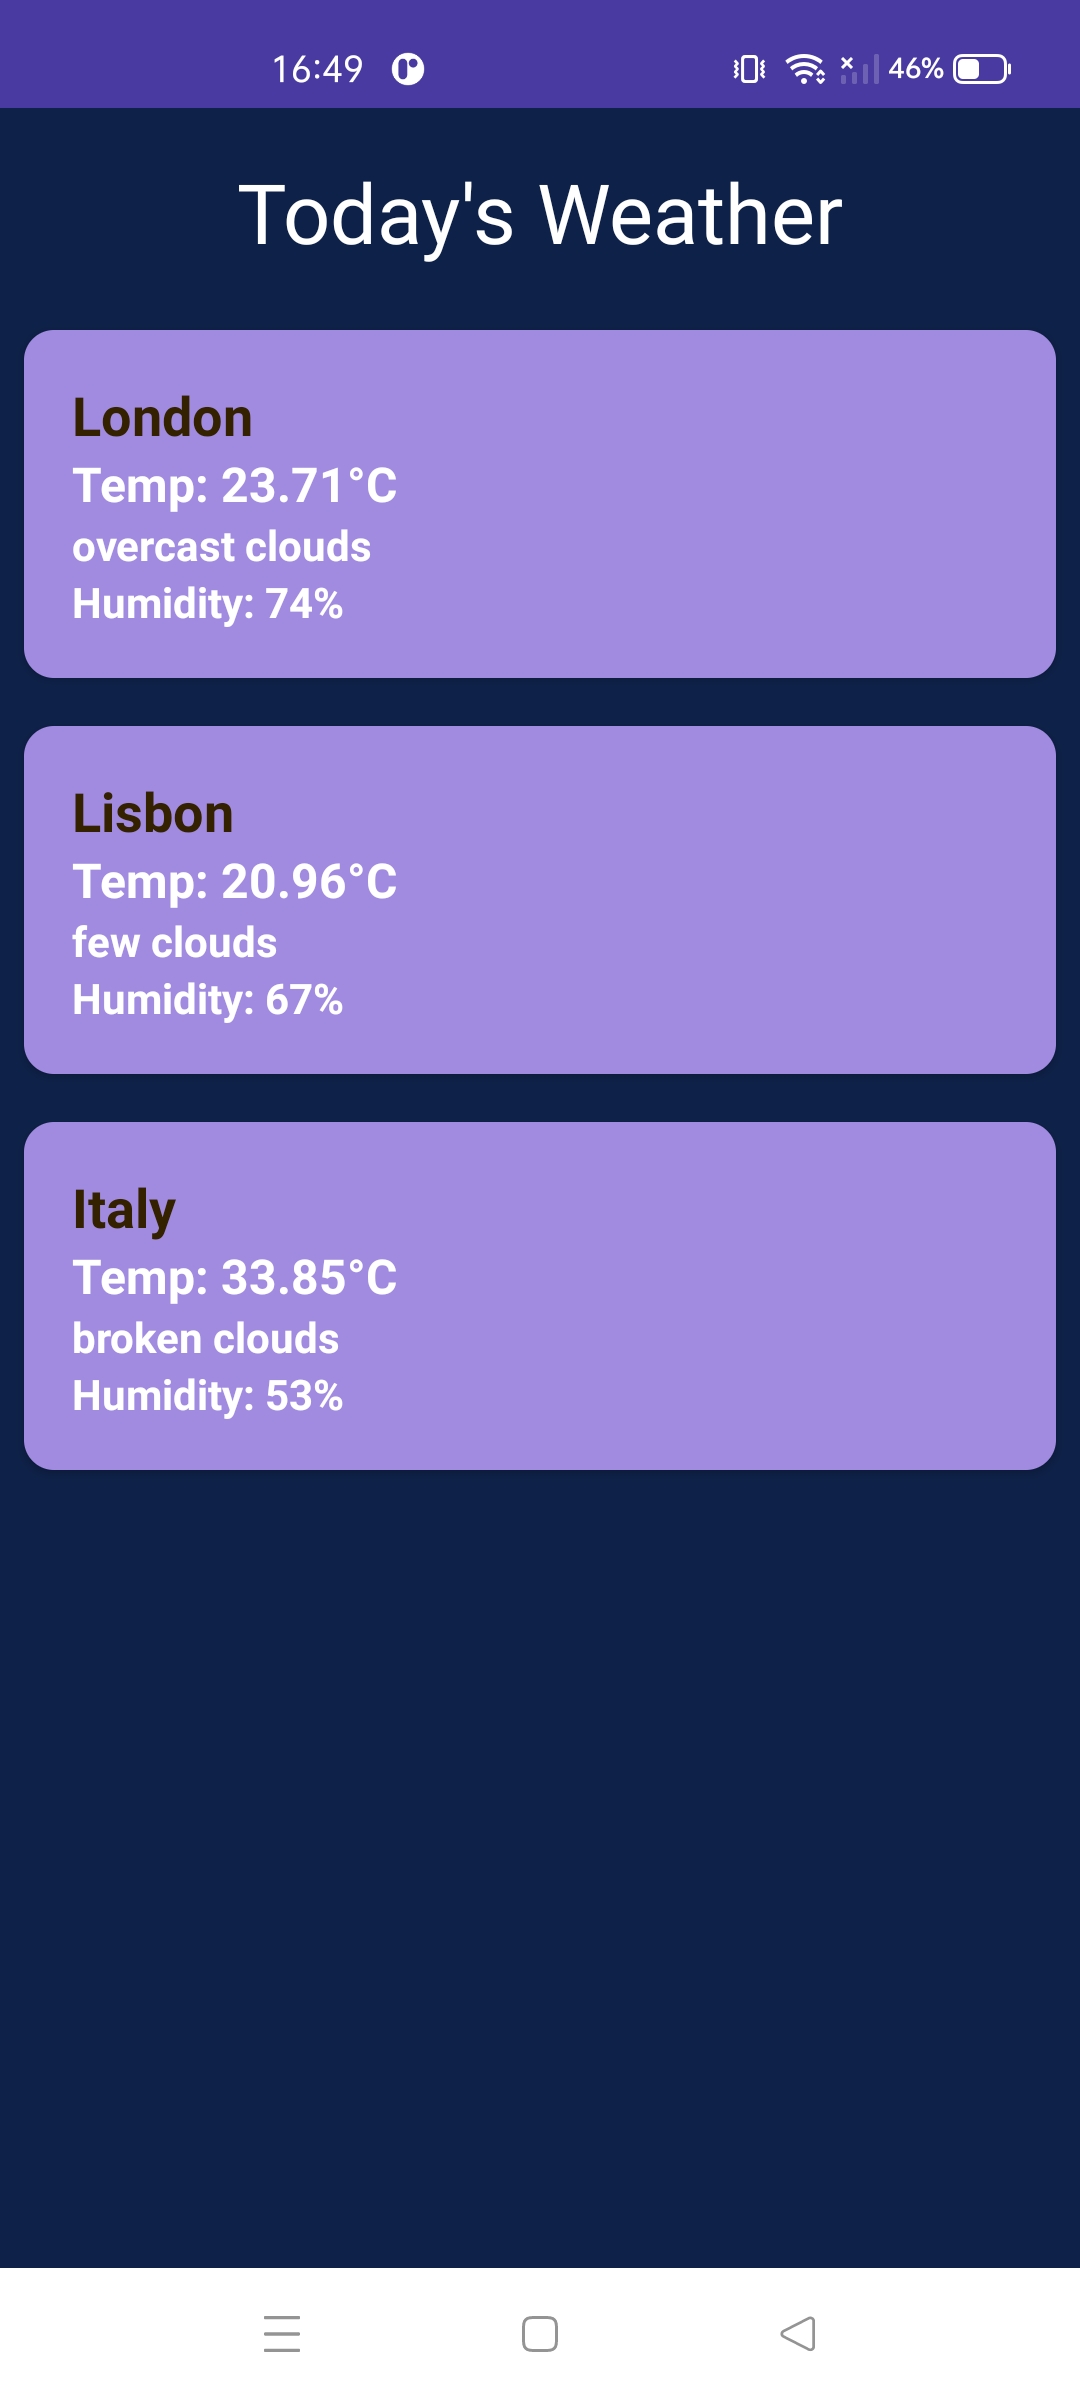 16:49 46%
Today's Weather
London
Temp: 23.71°C
overcast clouds
Humidity: 74%
Lisbon
Temp: 20.96°C
few clouds
Humidity: 67%
Italy
Temp: 33.85°C
broken clouds
Humidity: 53%